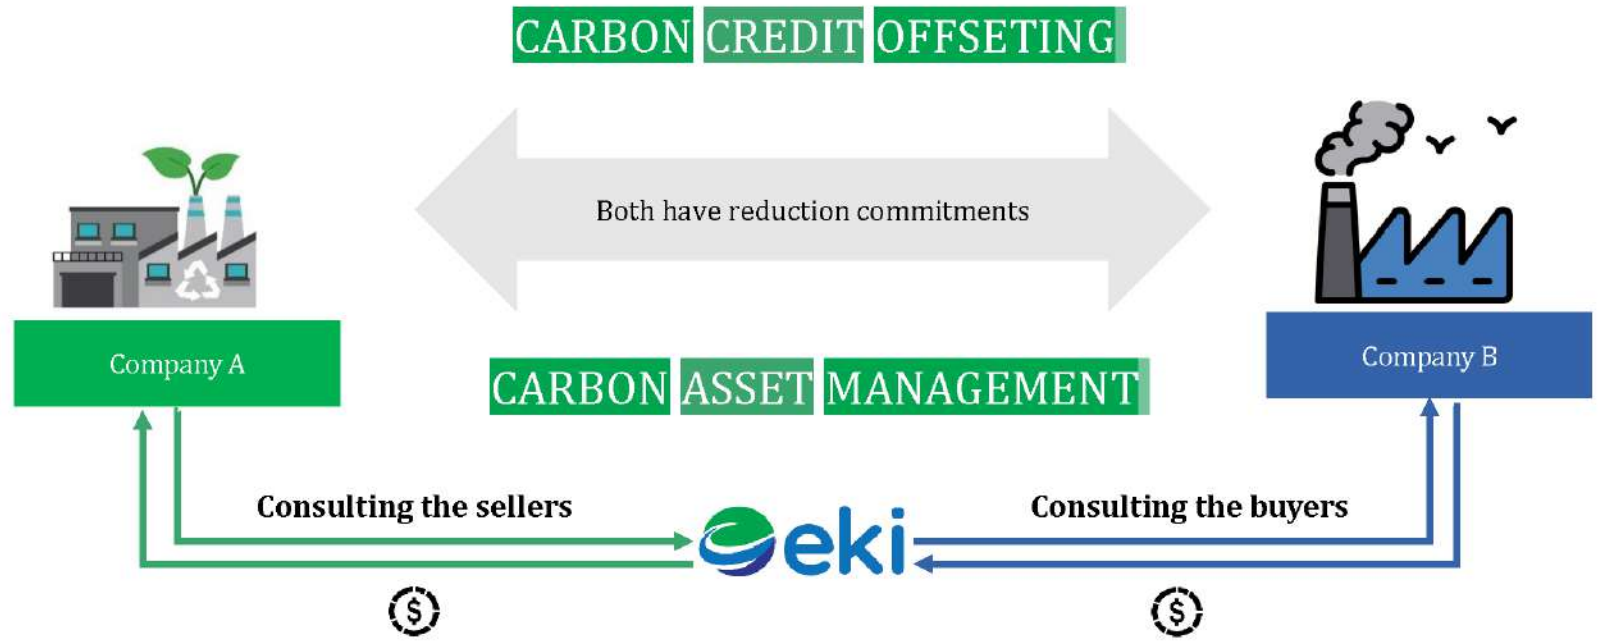 CARBON CREDIT OFFSETING
Both have reduction commitments
Company A
Company B
CARBON ASSET MANAGEMENT
Consulting the sellers
Consulting the buyers
eki
$
$